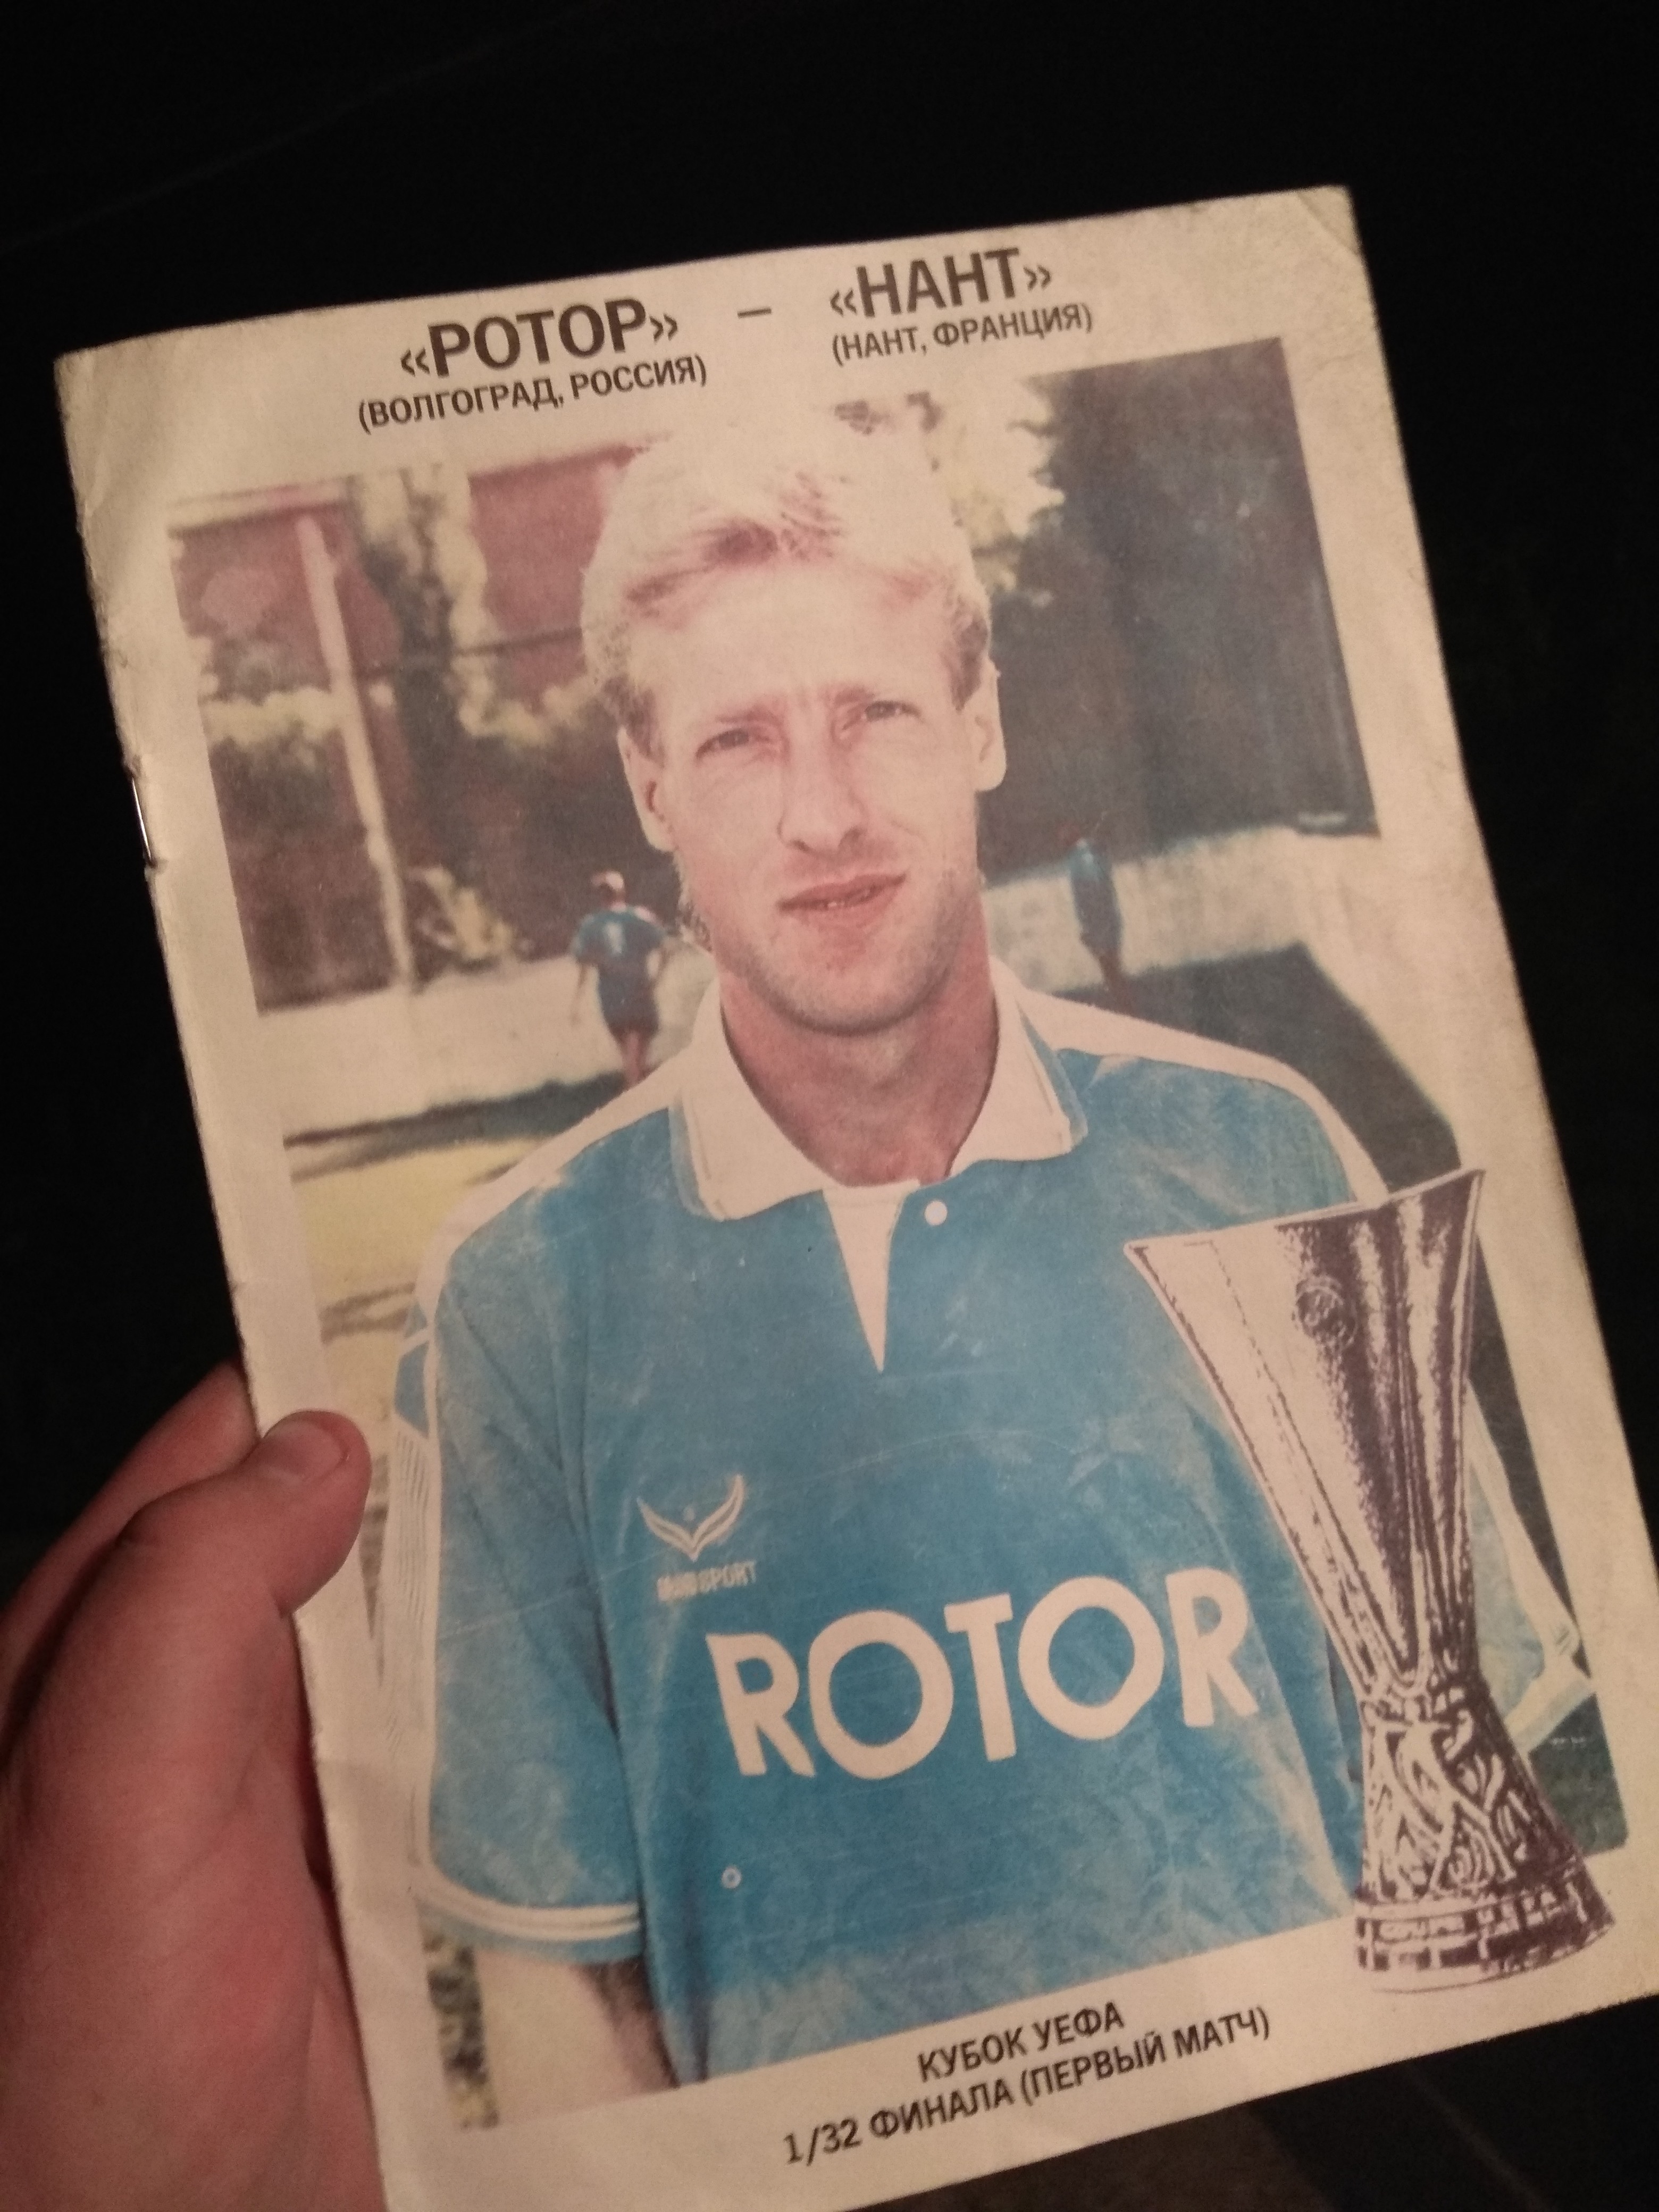 «РОТОР» – «НАНТ»
(ВОЛГОГРАД, РОССИЯ) (НАНТ, ФРАНЦИЯ)
ROTOR
КУБОК УЕФА
1/32 ФИНАЛА (ПЕРВЫЙ МАТЧ)